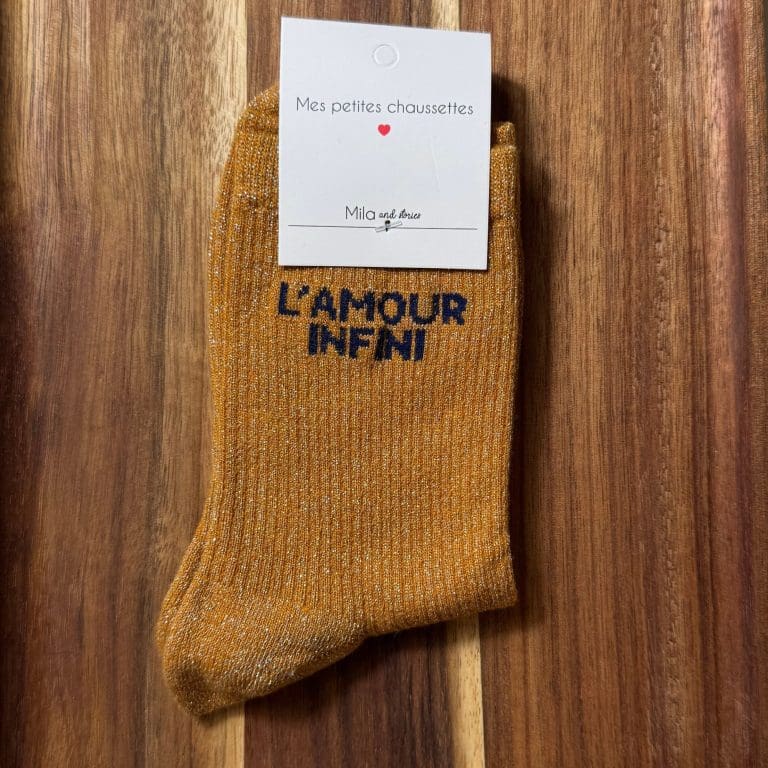 Mes petites chaussettes
Mila and stories
L'AMOUR
INFINI